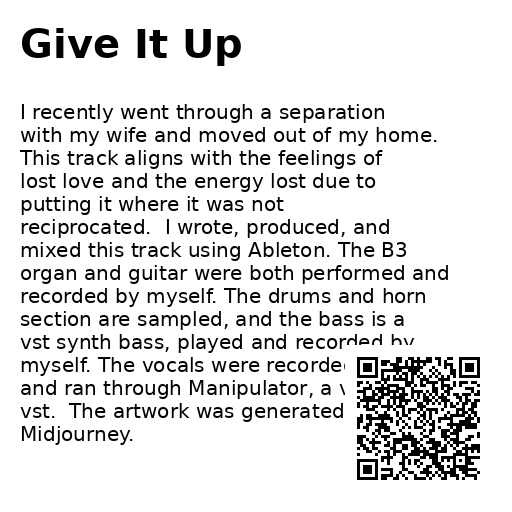 Give It Up
I recently went through a separation
with my wife and moved out of my home.
This track aligns with the feelings of
lost love and the energy lost due to
putting it where it was not
reciprocated.  I wrote, produced, and
mixed this track using Ableton. The B3
organ and guitar were both performed and
recorded by myself. The drums and horn
section are sampled, and the bass is a
vst synth bass, played and recorded by
myself. The vocals were recorde
and ran through Manipulator, a
vst.  The artwork was generated
Midjourney.